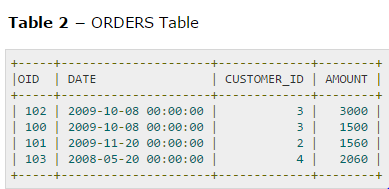 Table 2 − ORDERS Table
+-----+---------------------+-------------+--------+
|OID  | DATE                | CUSTOMER_ID | AMOUNT |
+-----+---------------------+-------------+--------+
| 102 | 2009-10-08 00:00:00 |           3 |   3000 |
| 100 | 2009-10-08 00:00:00 |           3 |   1500 |
| 101 | 2009-11-20 00:00:00 |           2 |   1560 |
| 103 | 2008-05-20 00:00:00 |           4 |   2060 |
+-----+---------------------+-------------+--------+